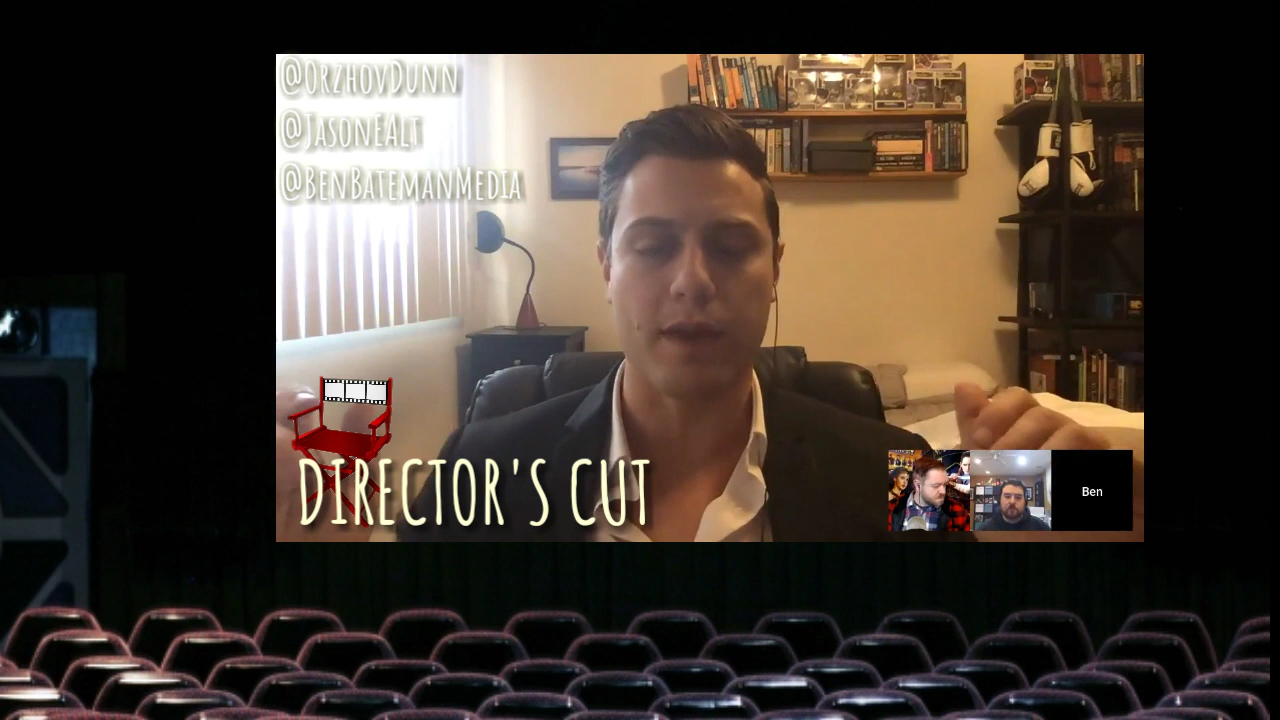 @OrzhovDunn
@JasonEAlt
@BenBatemanMedia
DIRECTOR'S CUT
Ben